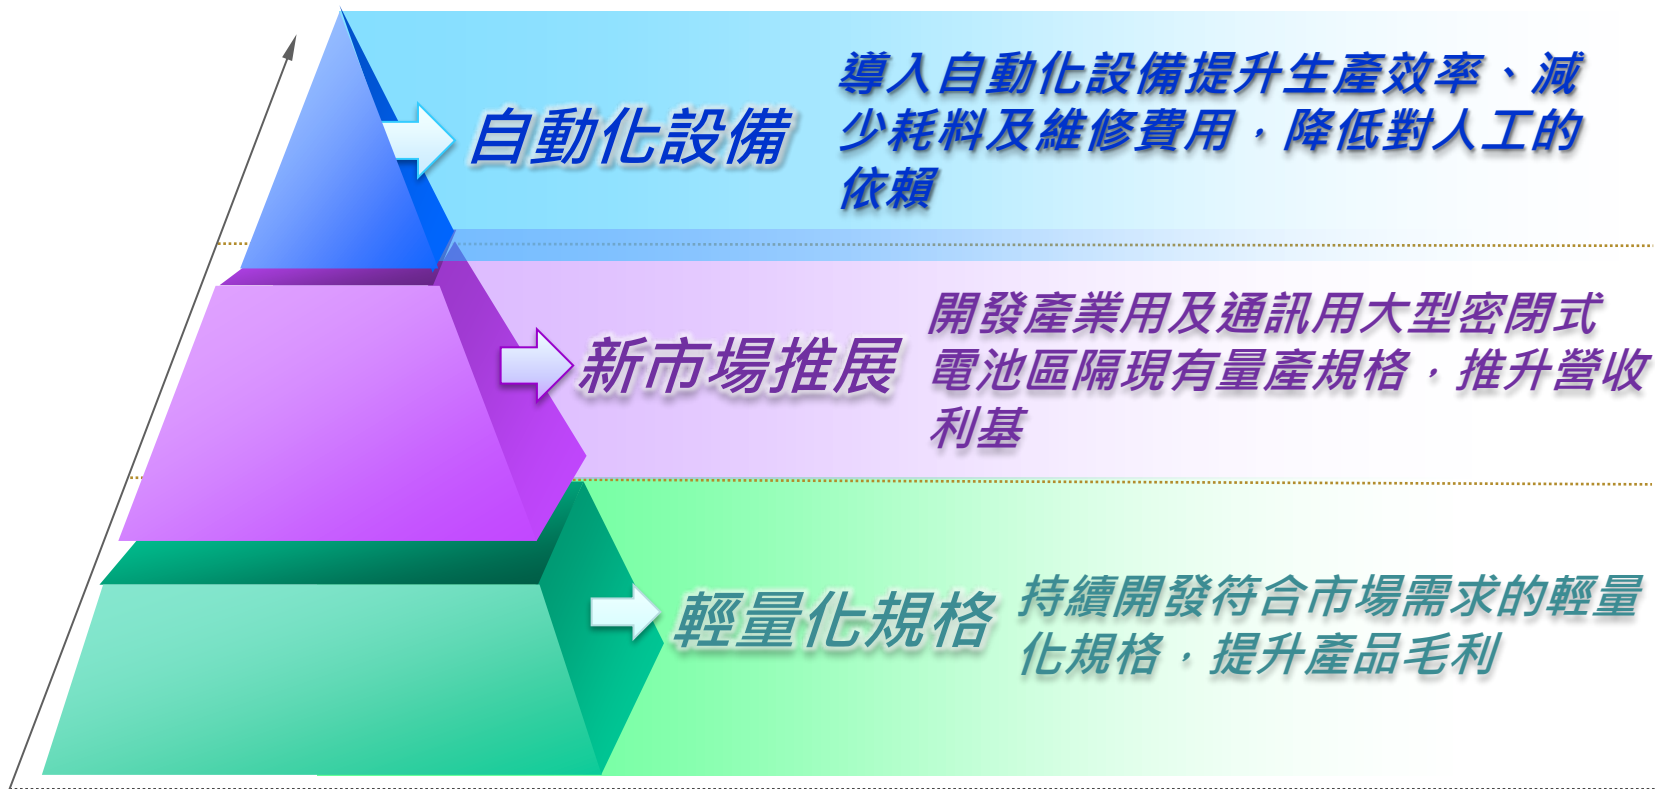 自動化設備
導入自動化設備提升生產效率、減
少耗料及維修費用，降低對人工的
依賴
新市場推展
開發產業用及通訊用大型密閉式
電池區隔現有量產規格，推升營收
利基
輕量化規格
持續開發符合市場需求的輕量
化規格，提升產品毛利